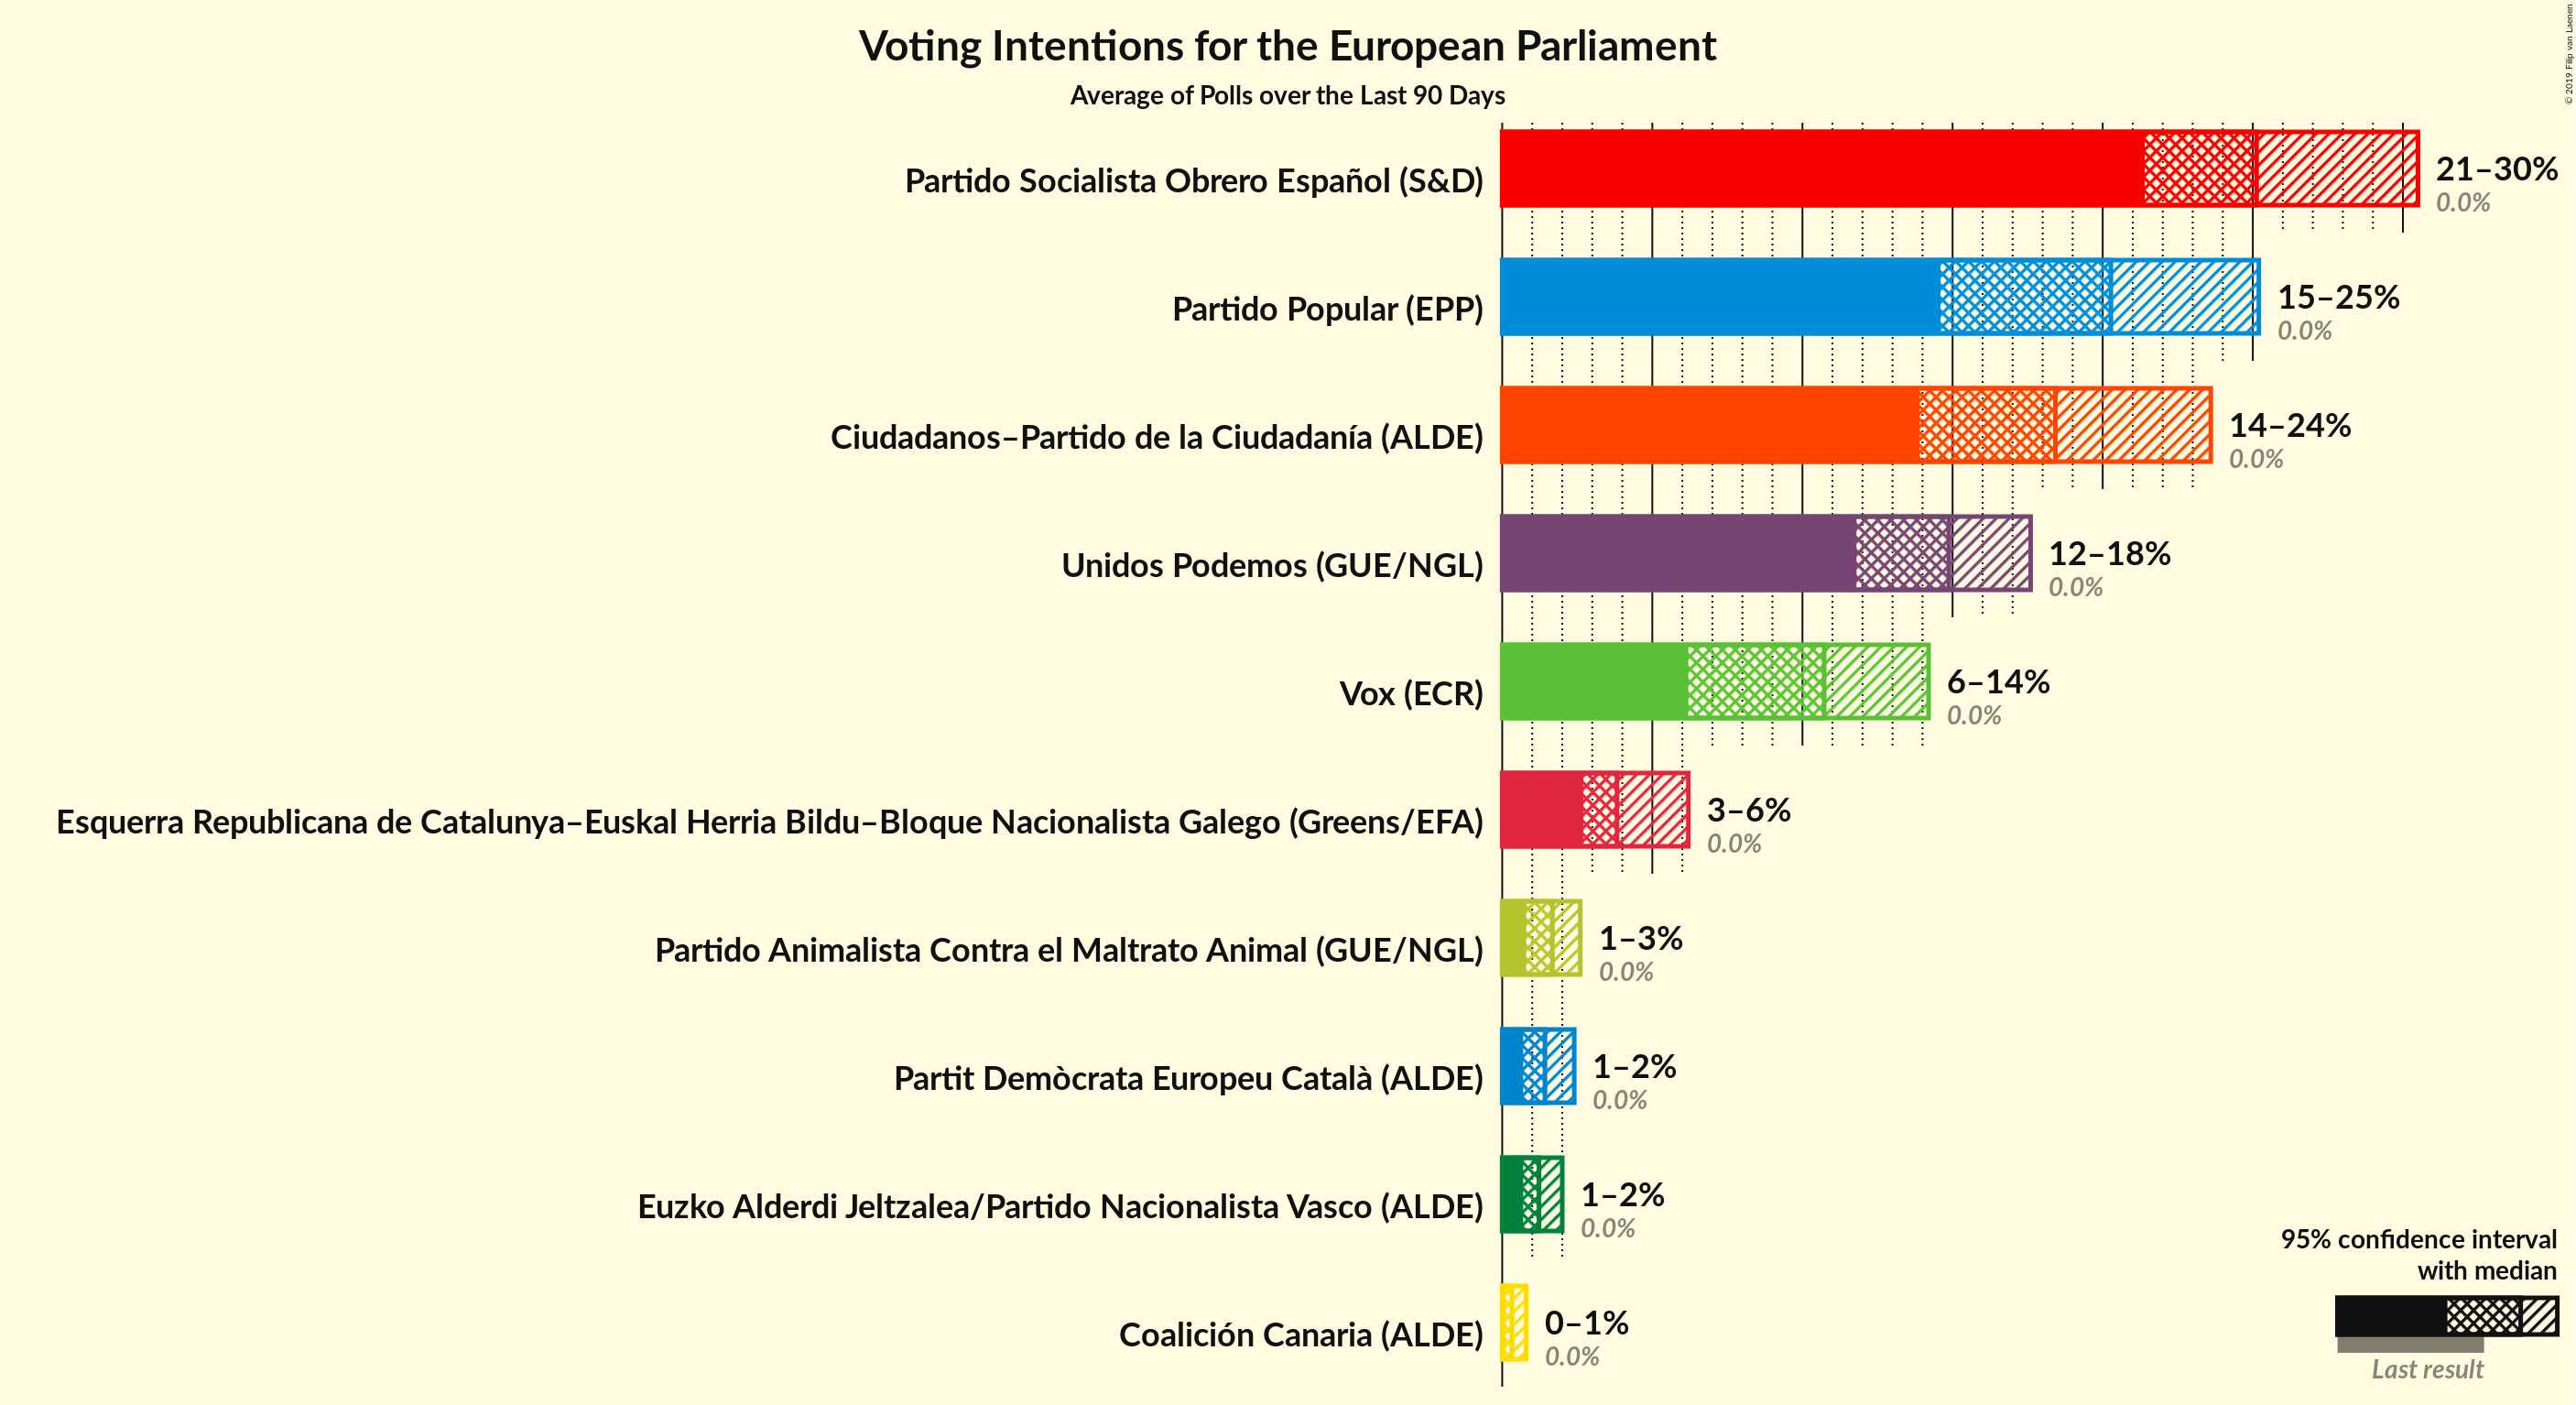 Voting Intentions for the European Parliament
Average of Polls over the Last 90 Days
© 2019 Filip van Laenen
Partido Socialista Obrero Español (S&D)
21–30%
0.0%
Partido Popular (EPP)
15–25%
0.0%
Ciudadanos–Partido de la Ciudadanía (ALDE)
14–24%
0.0%
Unidos Podemos (GUE/NGL)
12–18%
0.0%
Vox (ECR)
6–14%
0.0%
Esquerra Republicana de Catalunya–Euskal Herria Bildu–Bloque Nacionalista Galego (Greens/EFA)
3–6%
0.0%
Partido Animalista Contra el Maltrato Animal (GUE/NGL)
1–3%
0.0%
Partit Demòcrata Europeu Català (ALDE)
1–2%
0.0%
Euzko Alderdi Jeltzalea/Partido Nacionalista Vasco (ALDE)
1–2%
0.0%
Coalición Canaria (ALDE)
0–1%
0.0%
95% confidence interval
with median
Last result